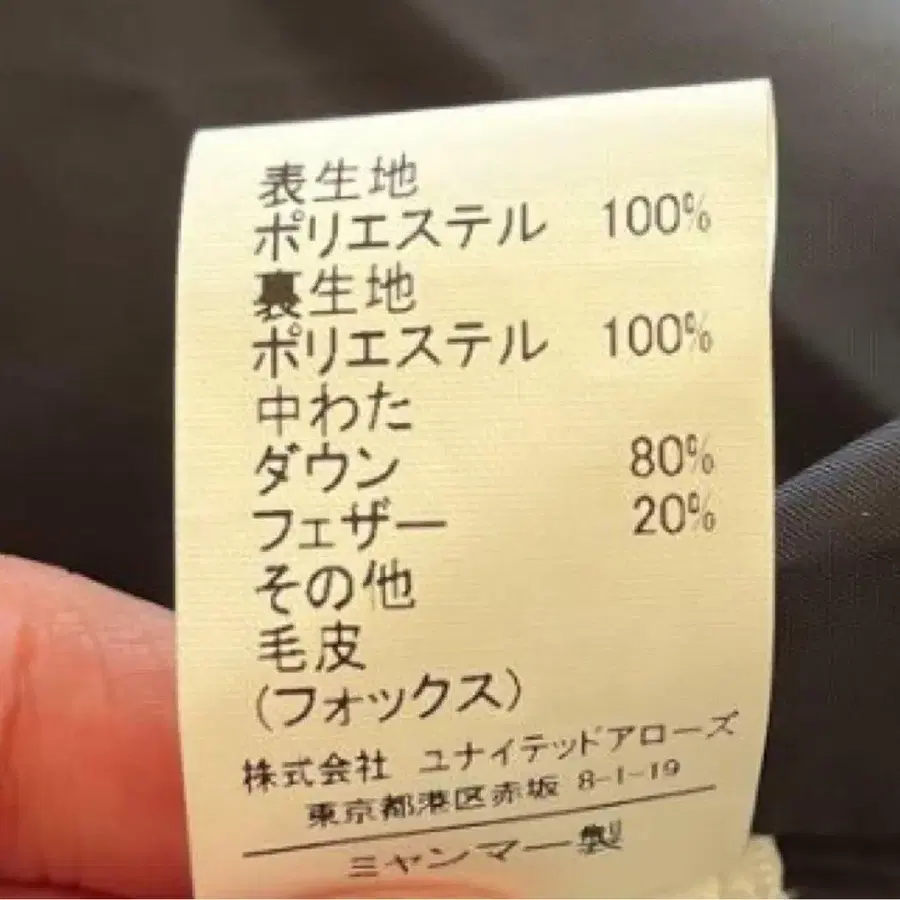 表生地
ポリエステル 100%
裏生地
ポリエステル 100%
中わた
ダウン 80%
フェザー 20%
その他
毛皮
(フォックス)
株式会社 ユナイテッドアローズ
東京都港区赤坂 8-1-19
ミャンマー製